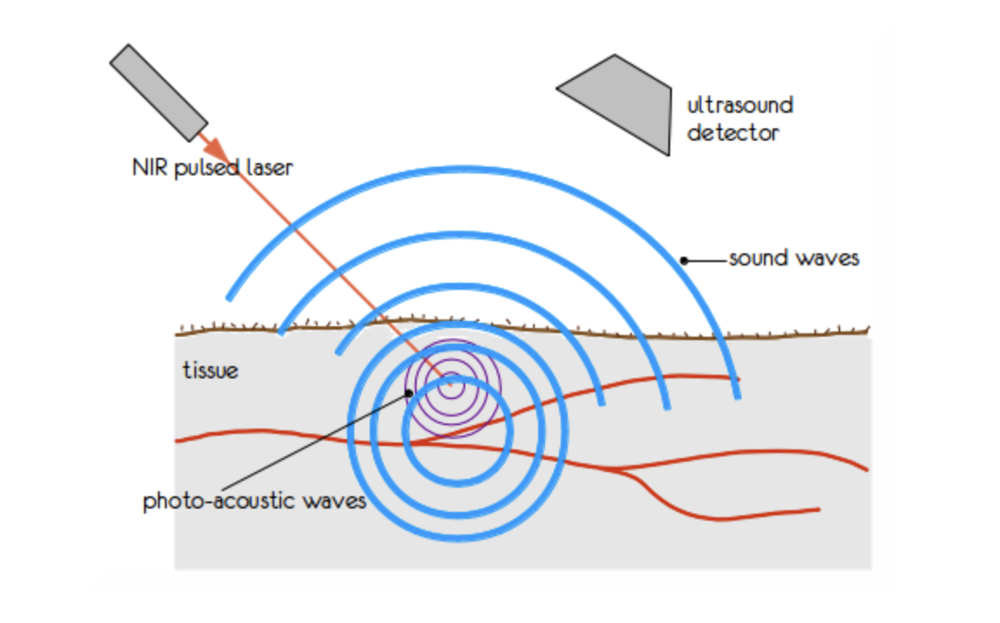 ultrasound
detector
NIR pulsed laser
sound waves
tissue
photo-acoustic waves